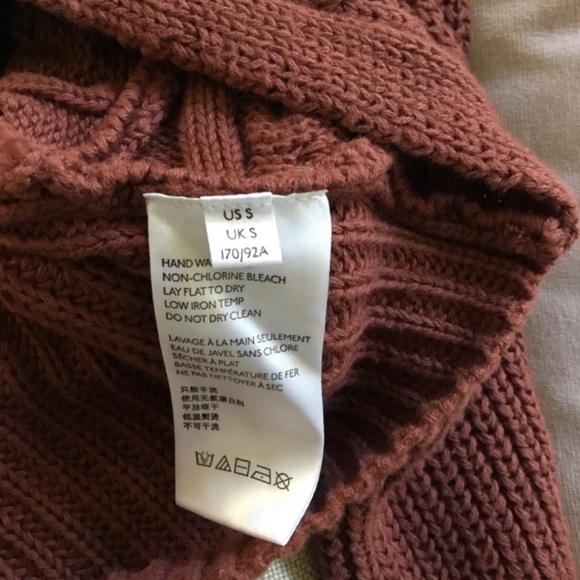 US S
UK S
170/92A
HAND WA
NON-CHLORINE BLEACH
LAY FLAT TO DRY
LOW IRON TEMP
DO NOT DRY CLEAN
LAVAGE À LA MAIN SEULEMENT
EAU DE JAVEL SANS CHLORE
SÉCHER À PLAT
BASSE TEMPÉRATURE DE FER
NE PAS NETTOYER À SEC
只能手洗
使用无氯漂白剂
平放晾干
低温熨烫
不可干洗